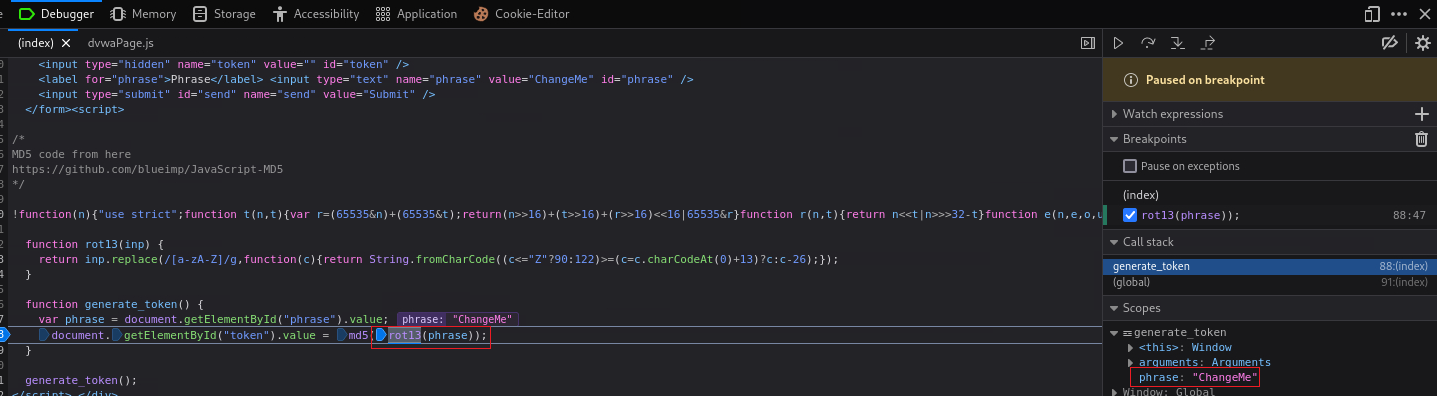 e Debugger Memory Storage Accessibility Application Cookie-Editor
(index) dvwaPage.js
<input type="hidden" name="token" value="" id="token" />
<label for="phrase">Phrase</label> <input type="text" name="phrase" value="ChangeMe" id="phrase" />
<input type="submit" id="send" name="send" value="Submit" />
</form><script>
/*
MD5 code from here
https://github.com/blueimp/JavaScript-MD5
*/
!function(n){"use strict";function t(n,t){var r=(65535&n)+(65535&t);return(n>>16)+(t>>16)+(r>>16)<<16|65535&r}function r(n,t){return n<<t|n>>>32-t}function e(n,e,o,u
function rot13(inp) {
return inp.replace(/[a-zA-Z]/g,function(c){return String.fromCharCode((c<="Z"?90:122)>=(c=c.charCodeAt(0)+13)?c:c-26);});
}
function generate_token() {
var phrase = document.getElementById("phrase").value; phrase: "ChangeMe"
document.getElementById("token").value = md5(rot13(phrase));
}
generate_token();
</script> </div>
Paused on breakpoint
Watch expressions
Breakpoints
Pause on exceptions
(index)
rot13(phrase)); 88:47
Call stack
generate_token 88:(index)
(global) 91:(index)
Scopes
generate_token
<this>: Window
arguments: Arguments
phrase: "ChangeMe"
Window: Global